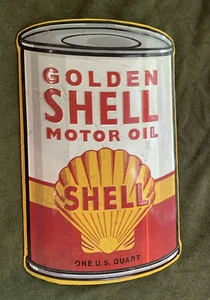 GOLDEN
SHELL
MOTOR OIL
SHELL
ONE U.S. QUART